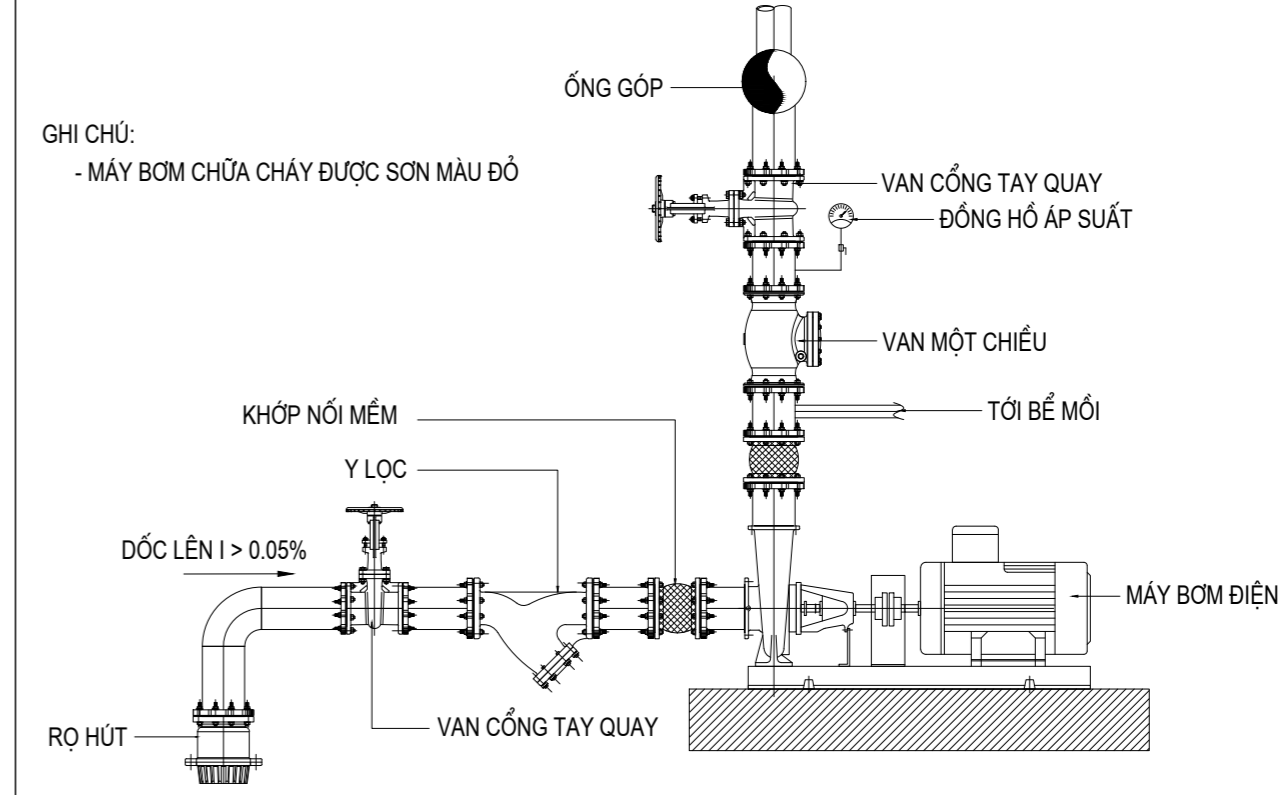 ỐNG GÓP
GHI CHÚ:
- MÁY BƠM CHỮA CHÁY ĐƯỢC SƠN MÀU ĐỎ
VAN CỔNG TAY QUAY
ĐỒNG HỒ ÁP SUẤT
VAN MỘT CHIỀU
KHỚP NỐI MỀM
TỚI BỂ MỒI
Y LỌC
DỐC LÊN I > 0.05%
MÁY BƠM ĐIỆN
VAN CỔNG TAY QUAY
RỌ HÚT